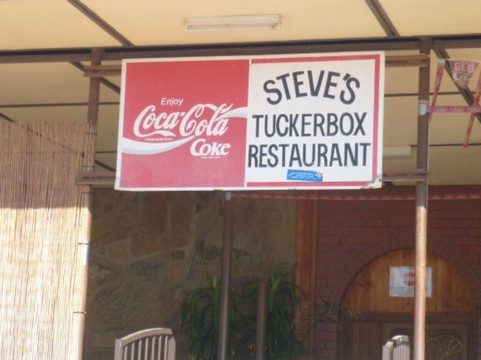 Enjoy
Coca-Cola
Coke
STEVE'S
TUCKERBOX
RESTAURANT